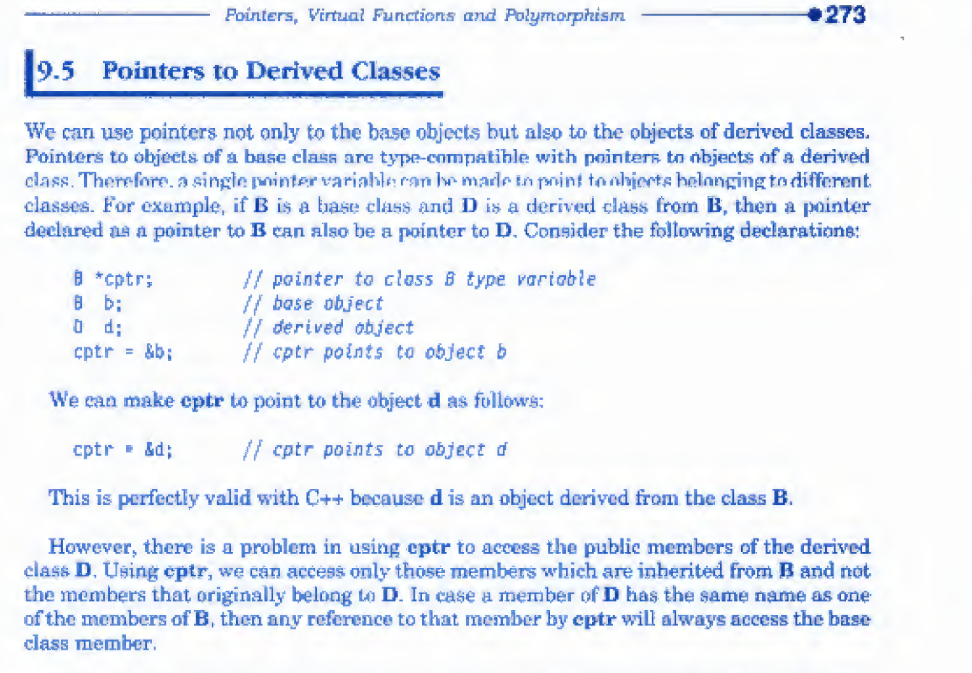 Pointers, Virtual Functions and Polymorphism 273
9.5 Pointers to Derived Classes
We can use pointers not only to the base objects but also to the objects of derived classes.
Pointers to objects of a base class are type-compatible with pointers to objects of a derived
class. Therefore, a single pointer variable can be made to point to objects belonging to different
classes. For example, if B is a base class and D is a derived class from B, then a pointer
declared as a pointer to B can also be a pointer to D. Consider the following declarations:
B *cptr; // pointer to class B type variable
B b; // base object
D d; // derived object
cptr = &b; // cptr points to object b
We can make cptr to point to the object d as follows:
cptr = &d; // cptr points to object d
This is perfectly valid with C++ because d is an object derived from the class B.
However, there is a problem in using cptr to access the public members of the derived
class D. Using cptr, we can access only those members which are inherited from B and not
the members that originally belong to D. In case a member of D has the same name as one
of the members of B, then any reference to that member by cptr will always access the base
class member.